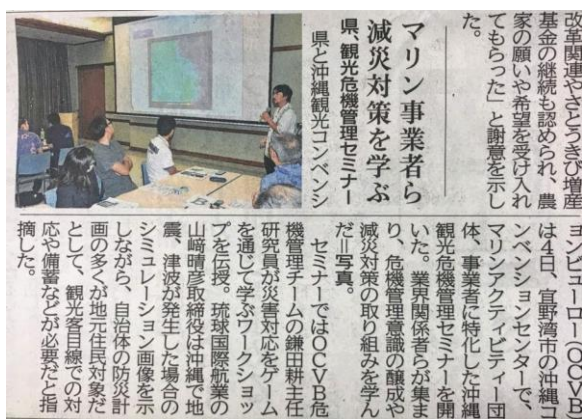 改革関連やさとうきび増産
基金の継続も認められ、農
家の願いや希望を受け入れ
てもらった」と謝意を示し
た。
マリン事業者ら
減災対策を学ぶ
県、観光危機管理セミナー
県と沖縄観光コンベンシ
ョンビューロー(OCVB)
は4日、宜野湾市の沖縄コ
ンベンションセンターで、
マリンアクティビティー団
体、事業者に特化した沖縄
観光危機管理セミナーを開
いた。業界関係者らが集ま
り、危機管理意識の醸成や
減災対策の取り組みを学ん
だ=写真。
セミナーではOCVB危
機管理チームの鎌田耕主任
研究員が災害対応をゲーム
を通じて学ぶワークショッ
プを伝授。琉球国際航業の
山﨑晴彦取締役は沖縄で地
震、津波が発生した場合の
シミュレーション画像を示
しながら、自治体の防災計
画の多くが地元住民対象だ
として、観光客目線での対
応や備蓄などが必要だと指
摘した。